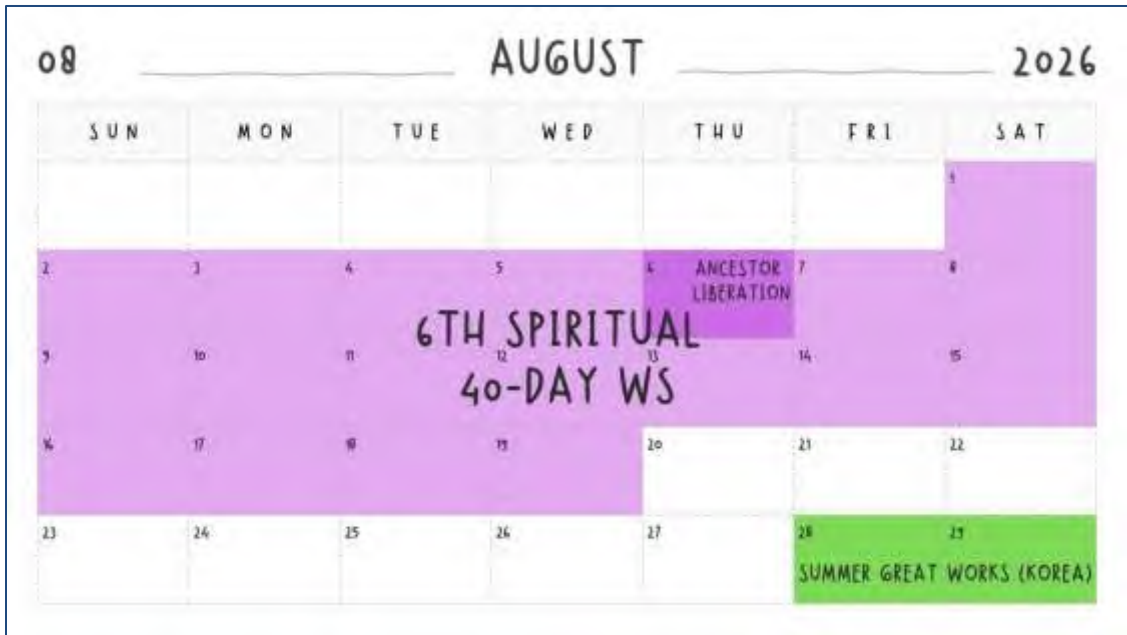 08 AUGUST 2026
SUN MON TUE WED THU FRI SAT
1
2 3 4 5 6 ANCESTOR 7 8
LIBERATION
6TH SPIRITUAL
9 10 11 12 13 14 15
40-DAY WS
16 17 18 19 20 21 22
23 24 25 26 27 28 29
SUMMER GREAT WORKS (KOREA)